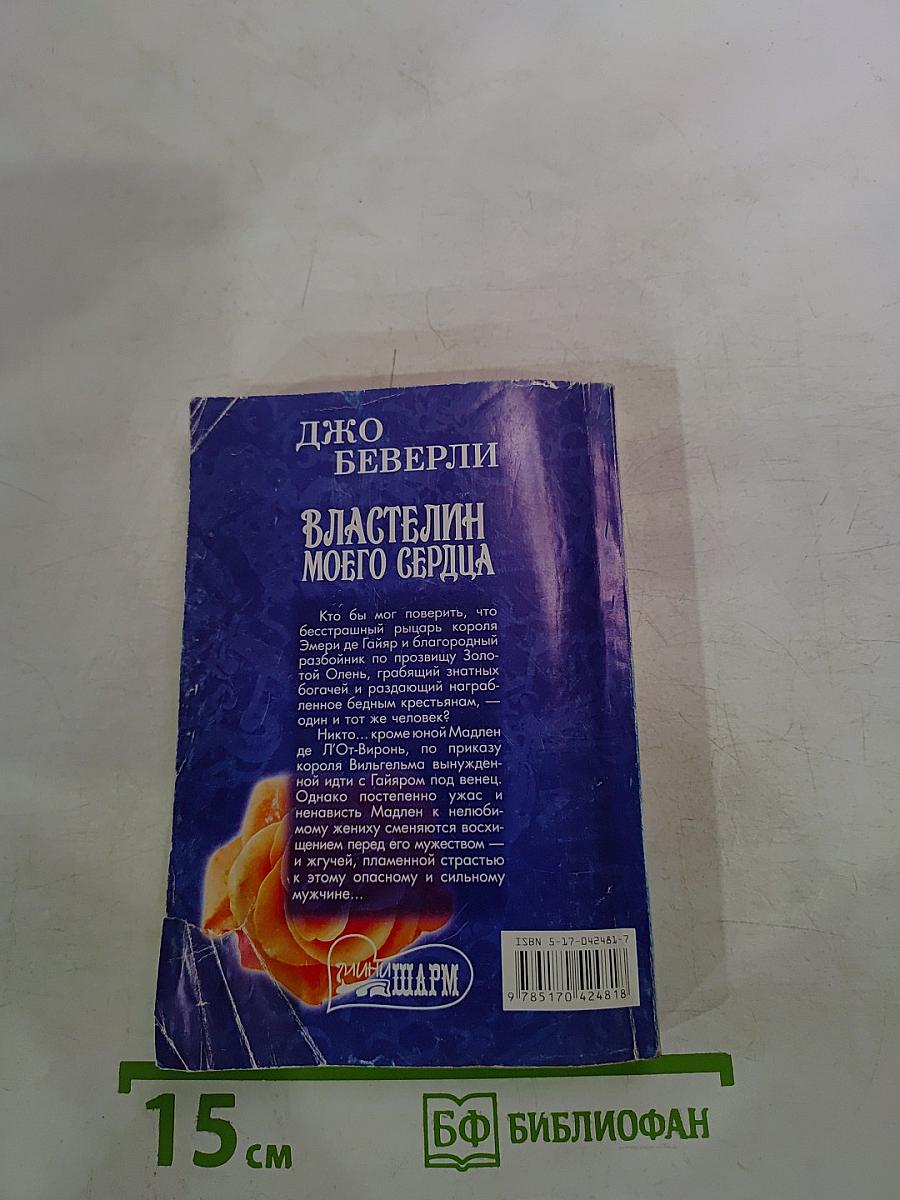 ДЖО
БЕВЕРЛИ
ВЛАСТЕЛИН
МОЕГО СЕРДЦА
Кто бы мог поверить, что
бесстрашный рыцарь короля
Эмери де Гайяр и благородный
разбойник по прозвищу Золо-
той Олень, грабящий знатных
богачей и раздающий награб-
ленное бедным крестьянам, —
один и тот же человек?
Никто... кроме юной Мадлен
де Л'От-Виронь, по приказу
короля Вильгельма вынужден-
ной идти с Гайяром под венец.
Однако постепенно ужас и
ненависть Мадлен к нелюби-
мому жениху сменяются восхи-
щением перед его мужеством —
и жгучей, пламенной страстью
к этому опасному и сильному
мужчине...
МИНИ
ШАРМ
ISBN 5-17-042481-7
9 785170 424818
15 см
БФ БИБЛИОФАН